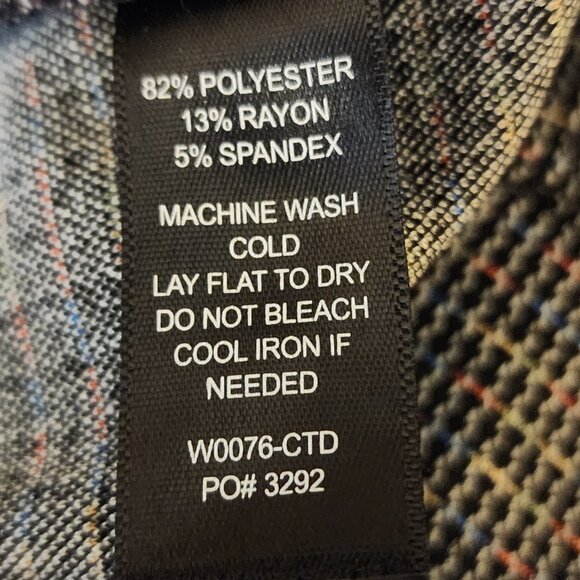 82% POLYESTER
13% RAYON
5% SPANDEX
MACHINE WASH
COLD
LAY FLAT TO DRY
DO NOT BLEACH
COOL IRON IF
NEEDED
W0076-CTD
PO# 3292